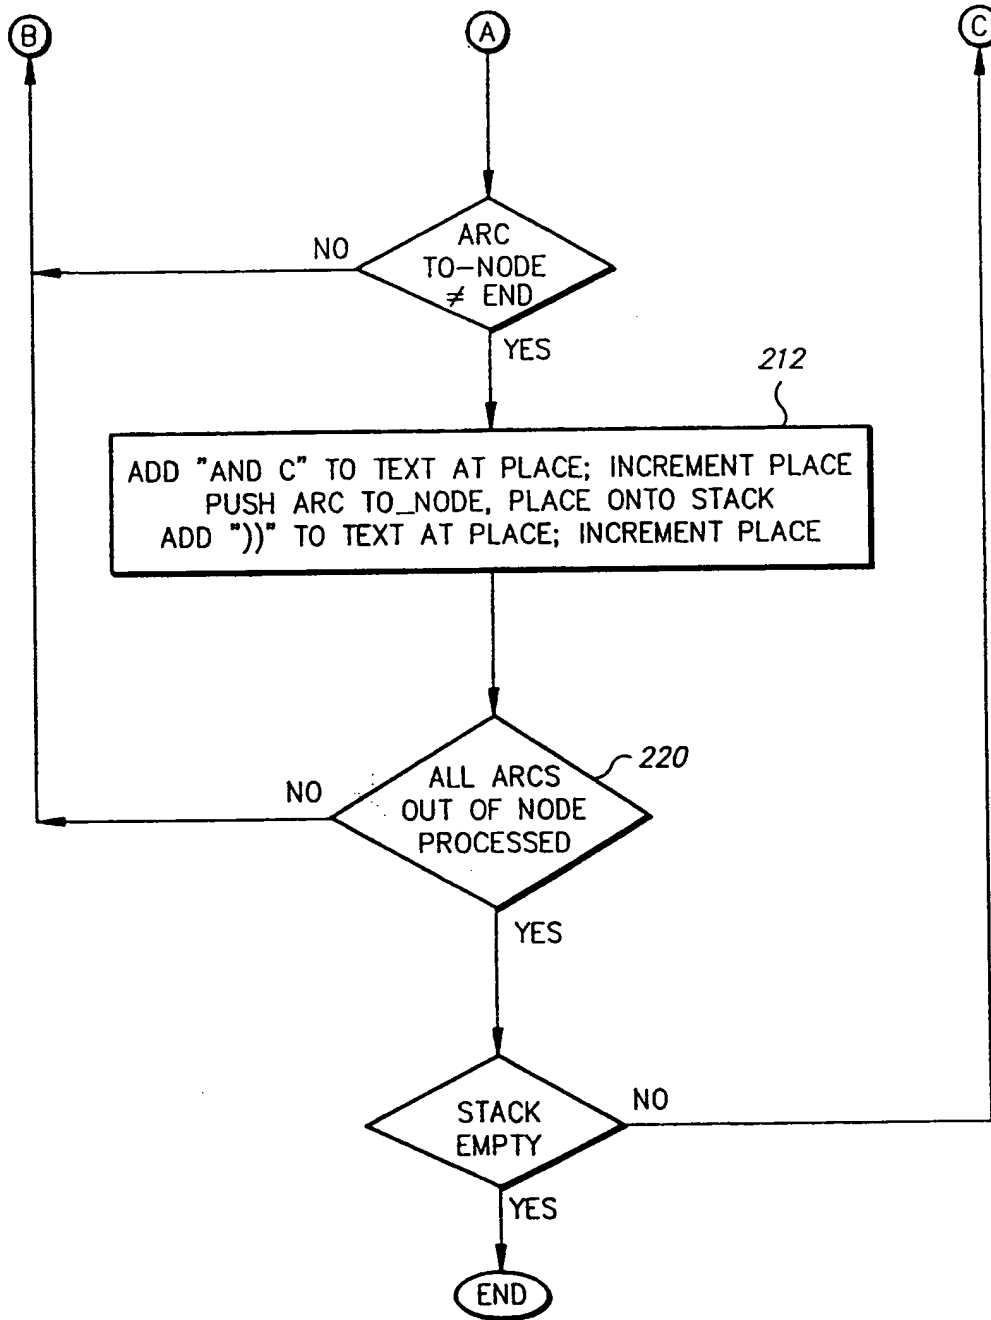 B
A
C
ARC
TO-NODE
≠ END
NO
YES
212
ADD "AND C" TO TEXT AT PLACE; INCREMENT PLACE
PUSH ARC TO_NODE, PLACE ONTO STACK
ADD "))" TO TEXT AT PLACE; INCREMENT PLACE
220
ALL ARCS
OUT OF NODE
PROCESSED
NO
YES
STACK
EMPTY
NO
YES
END